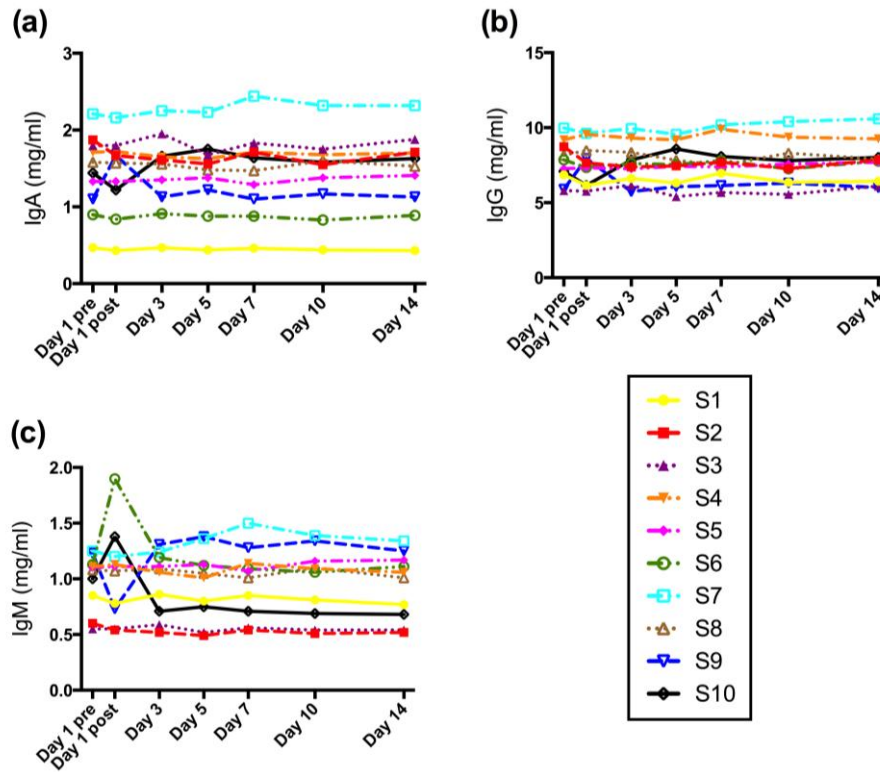 (a)
3
2
1
0
IgA (mg/ml)
Day 1 pre
Day 1 post
Day 3
Day 5
Day 7
Day 10
Day 14
(b)
15
10
5
0
IgG (mg/ml)
Day 1 pre
Day 1 post
Day 3
Day 5
Day 7
Day 10
Day 14
(c)
2.0
1.5
1.0
0.5
0.0
IgM (mg/ml)
Day 1 pre
Day 1 post
Day 3
Day 5
Day 7
Day 10
Day 14
S1
S2
S3
S4
S5
S6
S7
S8
S9
S10